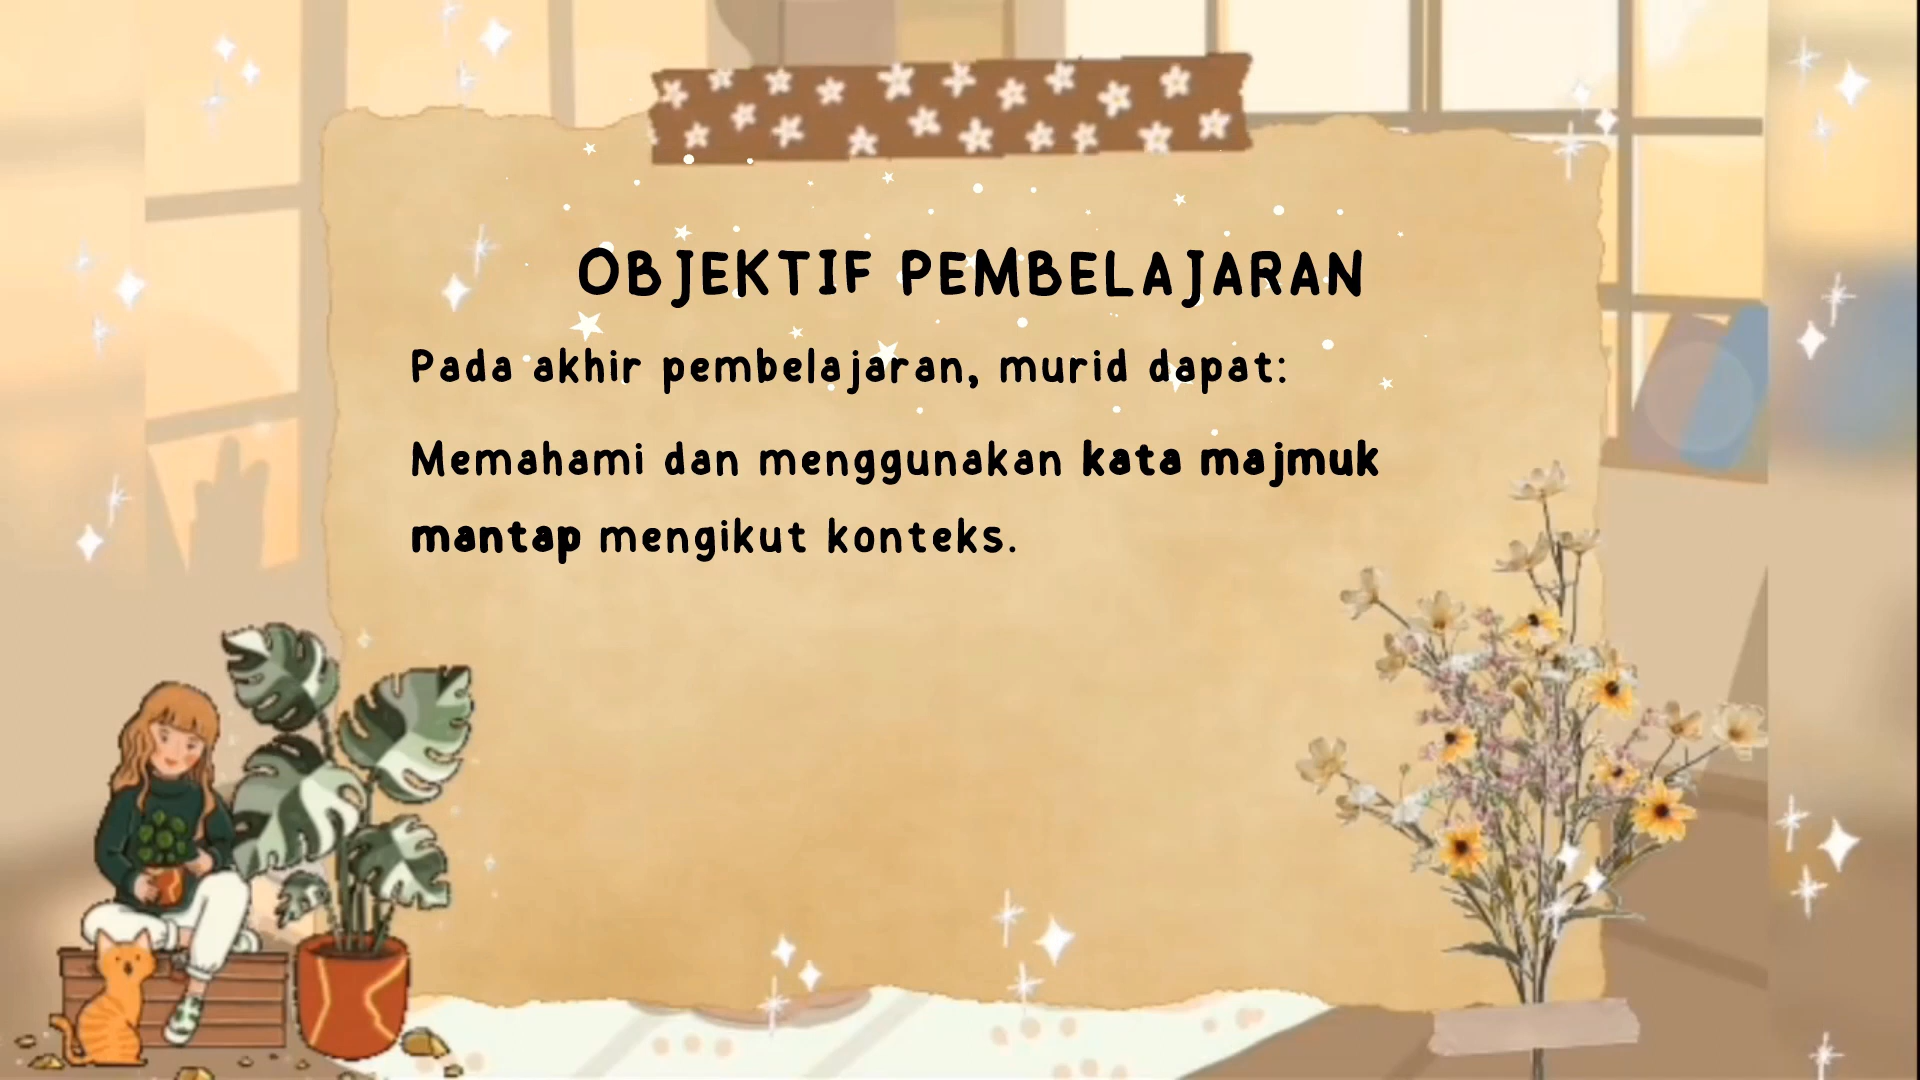 OBJEKTIF PEMBELAJARAN
Pada akhir pembelajaran, murid dapat:
Memahami dan menggunakan kata majmuk
mantap mengikut konteks.